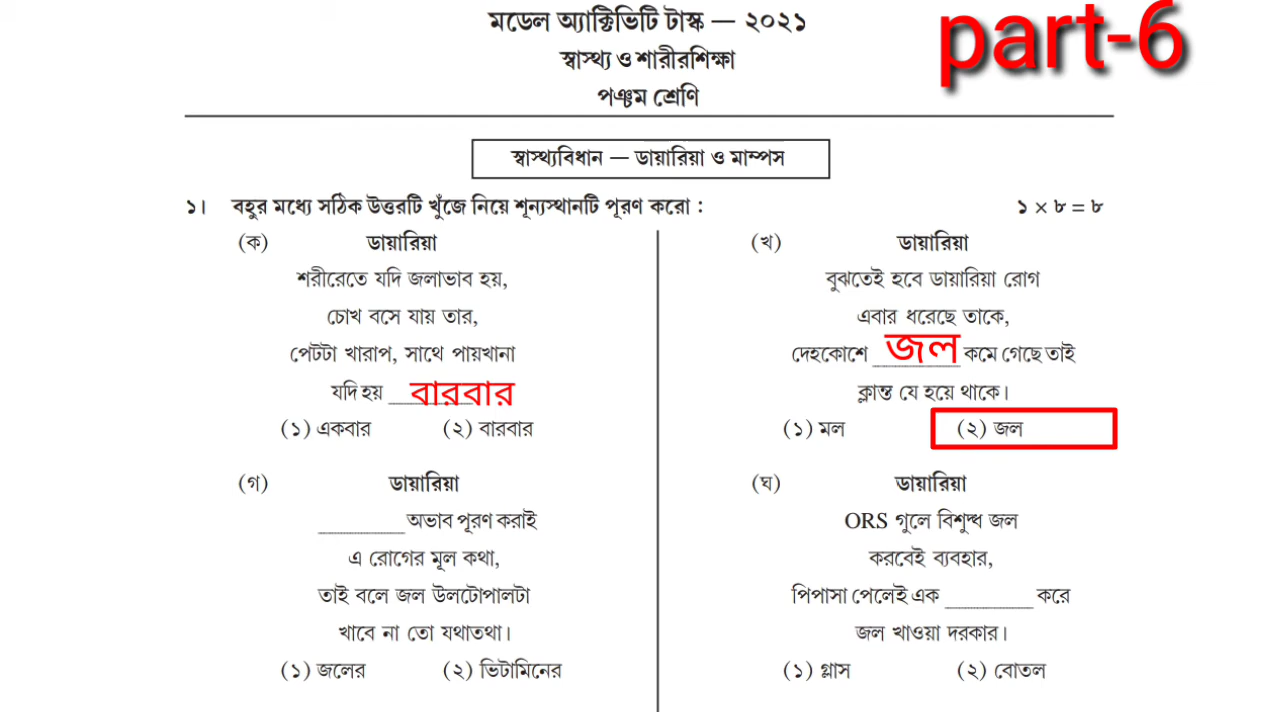 মডেল অ্যাক্টিভিটি টাস্ক — ২০২১
part-6
স্বাস্থ্য ও শারীরশিক্ষা
পঞ্চম শ্রেণি
স্বাস্থ্যবিধান — ডায়ারিয়া ও মাম্পস
১। বহুর মধ্যে সঠিক উত্তরটি খুঁজে নিয়ে শূন্যস্থানটি পূরণ করো : ১ × ৮ = ৮
(ক) ডায়ারিয়া
শরীরেতে যদি জলাভাব হয়,
চোখ বসে যায় তার,
পেটটা খারাপ, সাথে পায়খানা
যদি হয় বারবার
(১) একবার (২) বারবার
(খ) ডায়ারিয়া
বুঝতেই হবে ডায়ারিয়া রোগ
এবার ধরেছে তাকে,
দেহকোশে জল কমে গেছে তাই
ক্লান্ত যে হয়ে থাকে।
(১) মল (২) জল
(গ) ডায়ারিয়া
________ অভাব পূরণ করাই
এ রোগের মূল কথা,
তাই বলে জল উলটোপালটা
খাবে না তো যথাতথা।
(১) জলের (২) ভিটামিনের
(ঘ) ডায়ারিয়া
ORS গুলে বিশুদ্ধ জল
করবেই ব্যবহার,
পিপাসা পেলেই এক ________ করে
জল খাওয়া দরকার।
(১) গ্লাস (২) বোতল